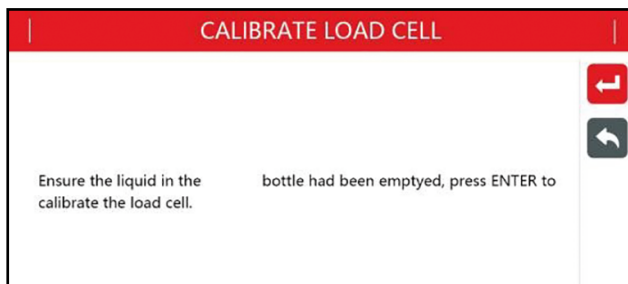 CALIBRATE LOAD CELL
Ensure the liquid in the bottle had been emptyed, press ENTER to
calibrate the load cell.